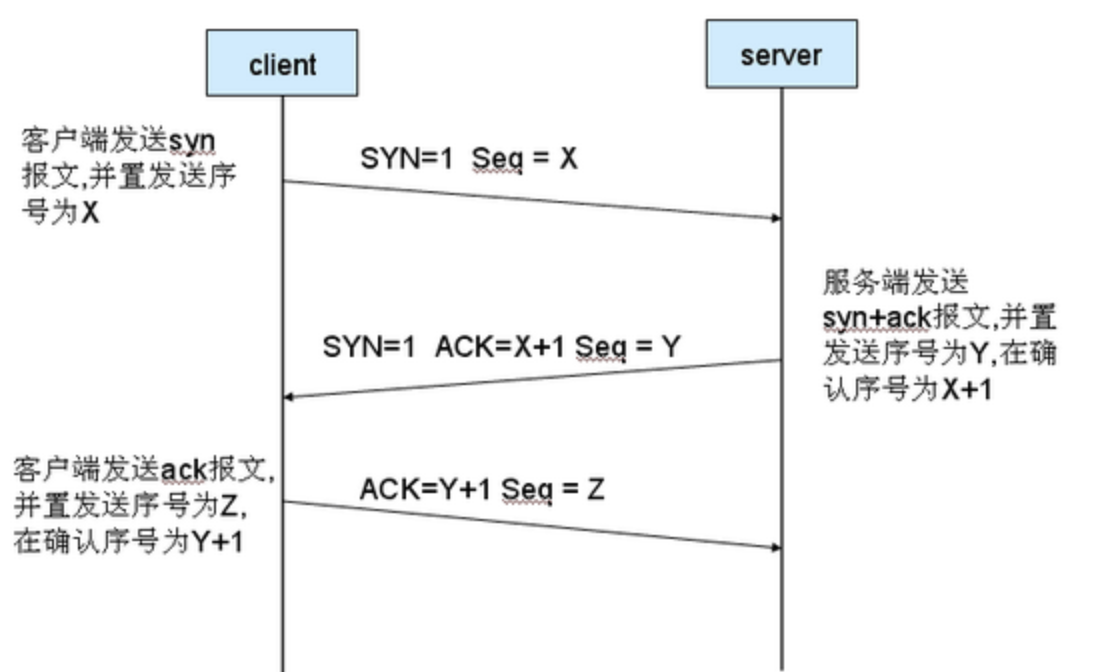 client
server
客户端发送syn
报文,并置发送序
号为X
SYN=1 Seq = X
服务端发送
syn+ack报文,并置
发送序号为Y,在确
认序号为X+1
SYN=1 ACK=X+1 Seq = Y
客户端发送ack报文,
并置发送序号为Z,
在确认序号为Y+1
ACK=Y+1 Seq = Z